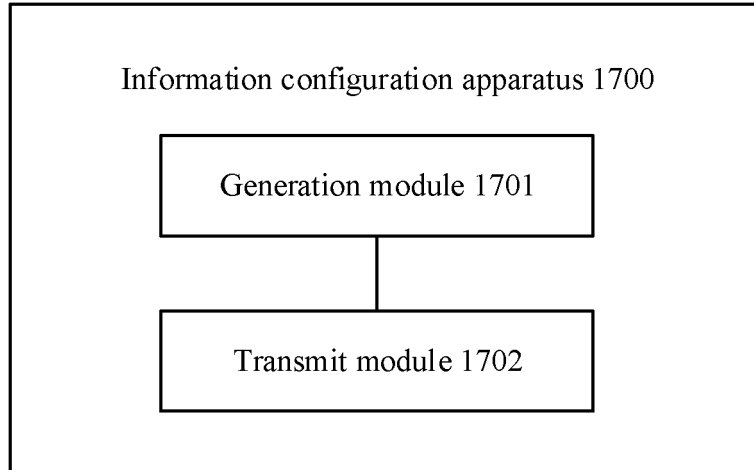 Information configuration apparatus 1700
Generation module 1701
Transmit module 1702